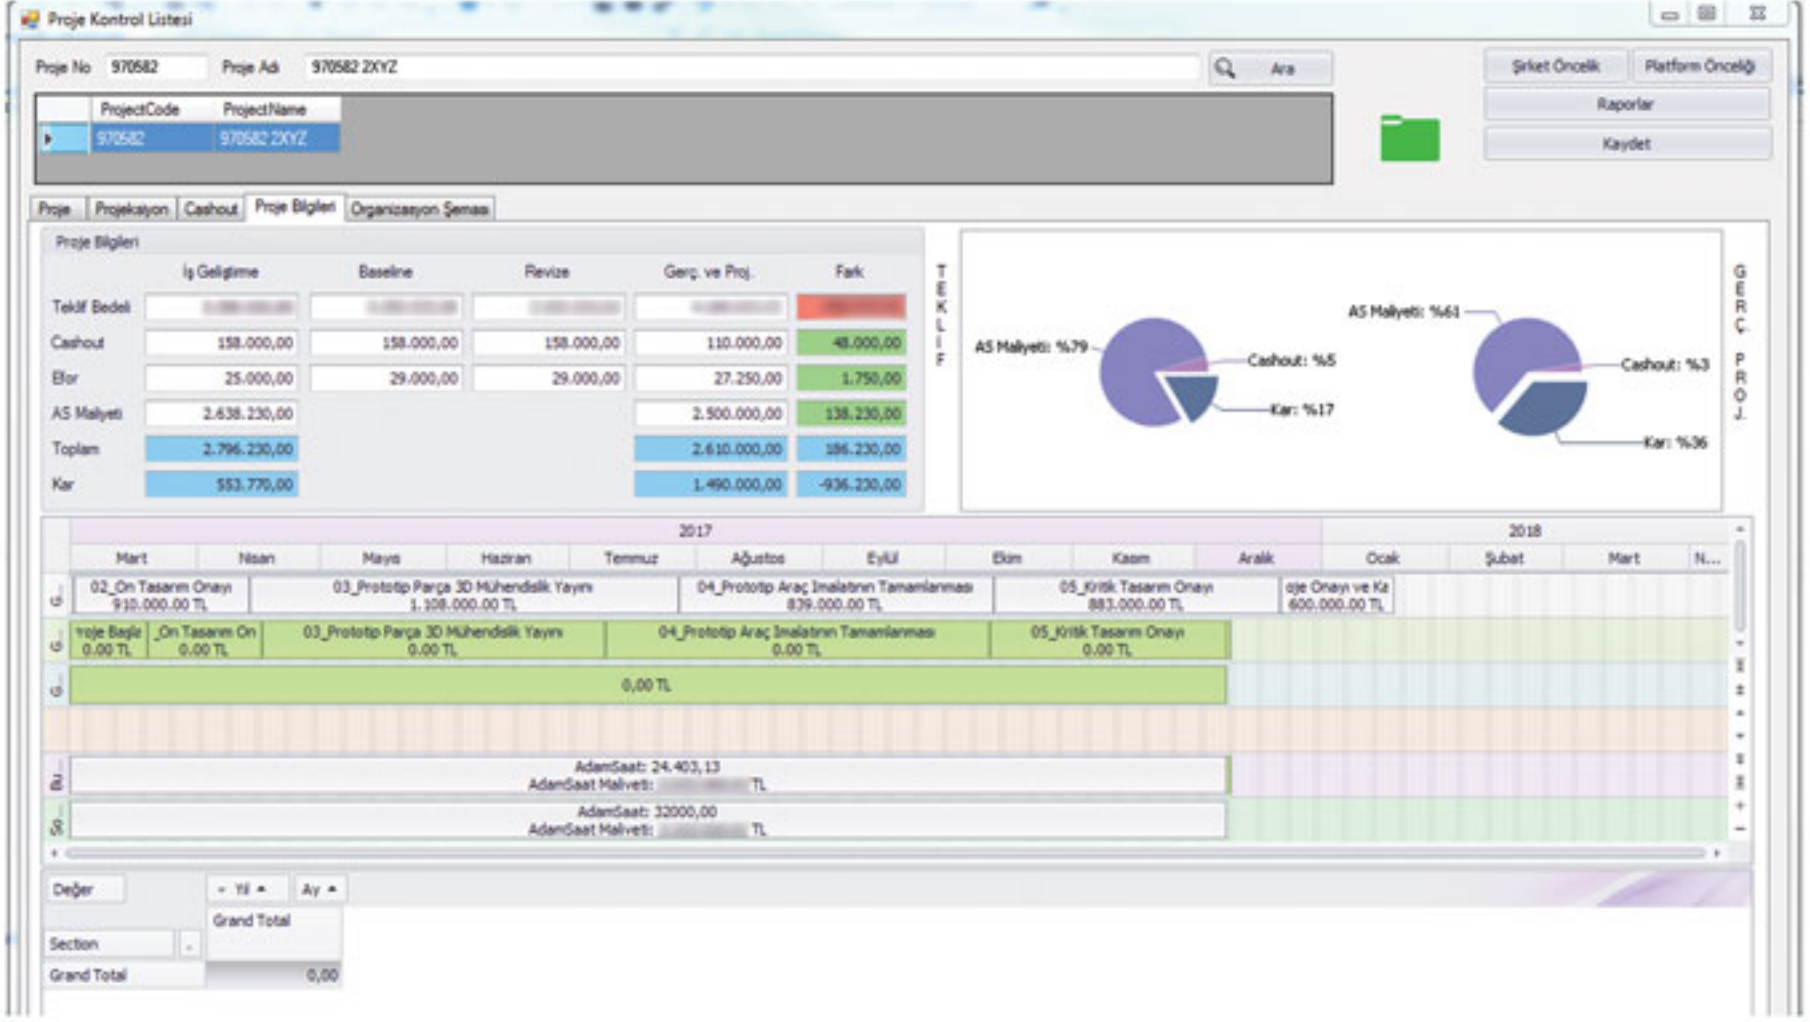 Proje Kontrol Listesi
Proje No 970582 Proje Adı 970582 2XYZ Ara Şirket Öncelik Platform Önceliği
Raporlar
Kaydet
ProjectCode ProjectName
970582 970582 2XYZ
Proje Projeksiyon Cashout Proje Bilgileri Organizasyon Şeması
Proje Bilgileri
İş Geliştirme Baseline Revize Gerç. ve Proj. Fark
Teklif Bedeli
Cashout 158.000,00 158.000,00 158.000,00 110.000,00 48.000,00
Efor 25.000,00 29.000,00 29.000,00 27.250,00 1.750,00
AS Maliyeti 2.638.230,00 2.500.000,00 138.230,00
Toplam 2.796.230,00 2.610.000,00 186.230,00
Kar 553.770,00 1.490.000,00 -936.230,00
TEKLİF
AS Maliyeti: %79
Cashout: %5
Kar: %17
AS Maliyeti: %61
Cashout: %3
Kar: %36
GERÇ. PROJ.
2017 2018
Mart Nisan Mayıs Haziran Temmuz Ağustos Eylül Ekim Kasım Aralık Ocak Şubat Mart N...
G... 02_Ön Tasarım Onayı 03_Prototip Parça 3D Mühendislik Yayını 04_Prototip Araç İmalatının Tamamlanması 05_Kritik Tasarım Onayı oje Onayı ve Ka
910.000.00 TL 1.108.000.00 TL 839.000.00 TL 883.000.00 TL 600.000.00 TL
G... roje Başla _Ön Tasarım On 03_Prototip Parça 3D Mühendislik Yayını 04_Prototip Araç İmalatının Tamamlanması 05_Kritik Tasarım Onayı
0.00 TL 0.00 TL 0.00 TL 0.00 TL 0.00 TL
G... 0,00 TL
Bu... AdamSaat: 24.403,13
AdamSaat Maliyeti: TL
So... AdamSaat: 32000,00
AdamSaat Maliyeti: TL
Değer Yıl Ay
Grand Total
Section
Grand Total 0,00